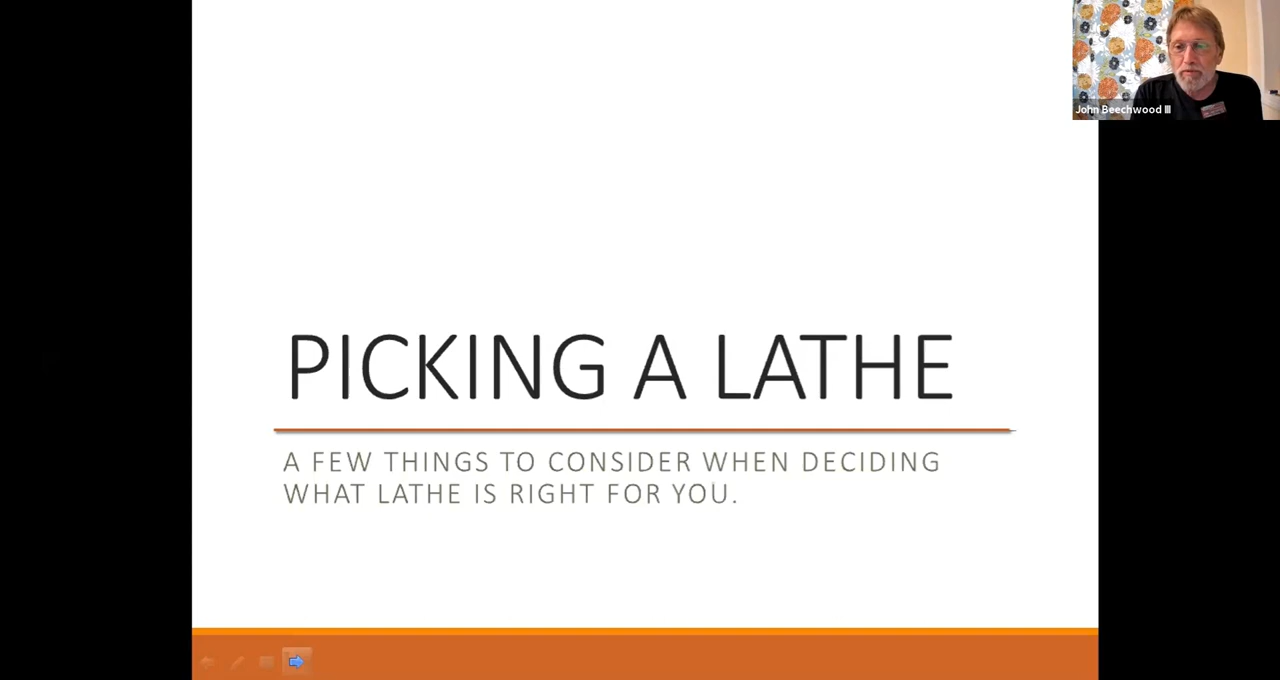 John Beechwood III
PICKING A LATHE
A FEW THINGS TO CONSIDER WHEN DECIDING
WHAT LATHE IS RIGHT FOR YOU.